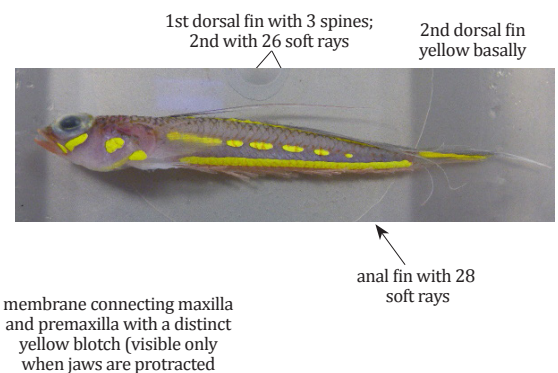 1st dorsal fin with 3 spines;
2nd with 26 soft rays
2nd dorsal fin
yellow basally
anal fin with 28
soft rays
membrane connecting maxilla
and premaxilla with a distinct
yellow blotch (visible only
when jaws are protracted